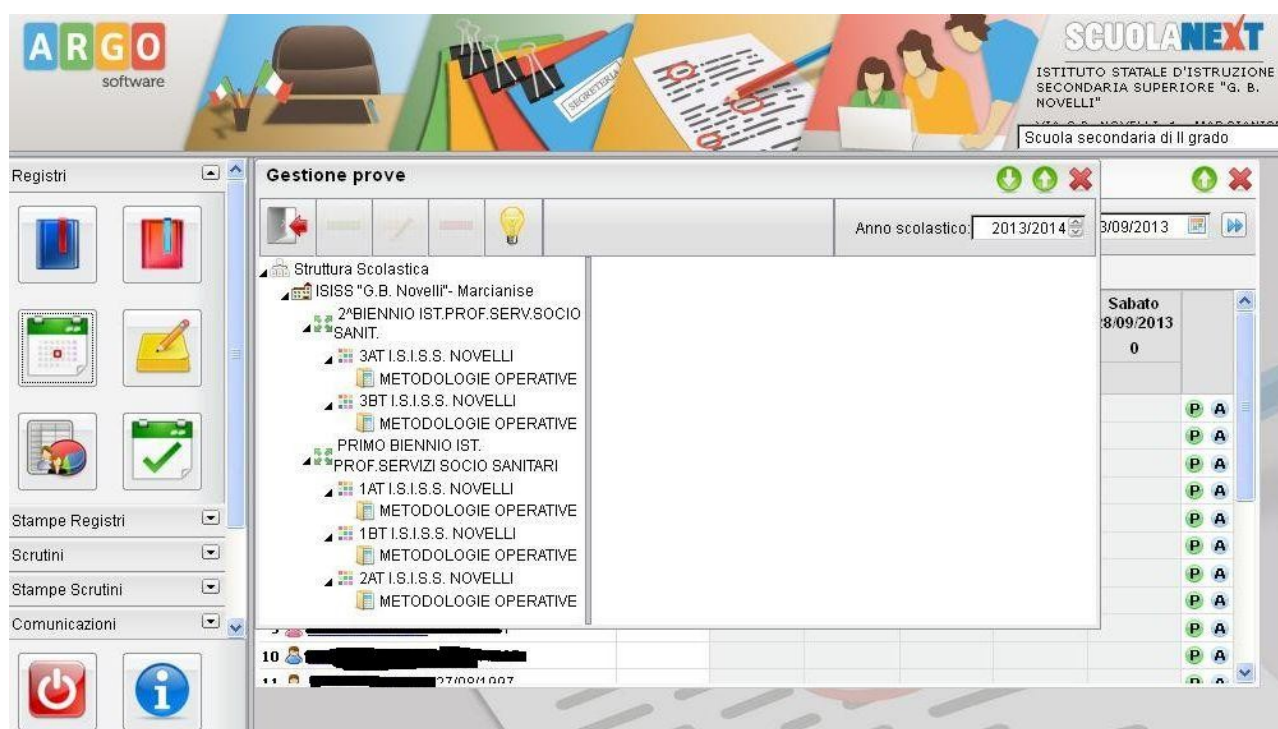 ARGO
software
SEGRETERIA
SCUOLANEXT
ISTITUTO STATALE D'ISTRUZIONE
SECONDARIA SUPERIORE "G. B.
NOVELLI"
Scuola secondaria di II grado
Registri
Stampe Registri
Scrutini
Stampe Scrutini
Comunicazioni
Gestione prove
Anno scolastico: 2013/2014
3/09/2013
Struttura Scolastica
ISISS "G.B. Novelli"- Marcianise
2^BIENNIO IST.PROF.SERV.SOCIO
SANIT.
3AT I.S.I.S.S. NOVELLI
METODOLOGIE OPERATIVE
3BT I.S.I.S.S. NOVELLI
METODOLOGIE OPERATIVE
PRIMO BIENNIO IST.
PROF.SERVIZI SOCIO SANITARI
1AT I.S.I.S.S. NOVELLI
METODOLOGIE OPERATIVE
1BT I.S.I.S.S. NOVELLI
METODOLOGIE OPERATIVE
2AT I.S.I.S.S. NOVELLI
METODOLOGIE OPERATIVE
Sabato
28/09/2013
0
P A
P A
P A
P A
P A
P A
P A
P A
P A
10 P A
11 27/08/1997 P A